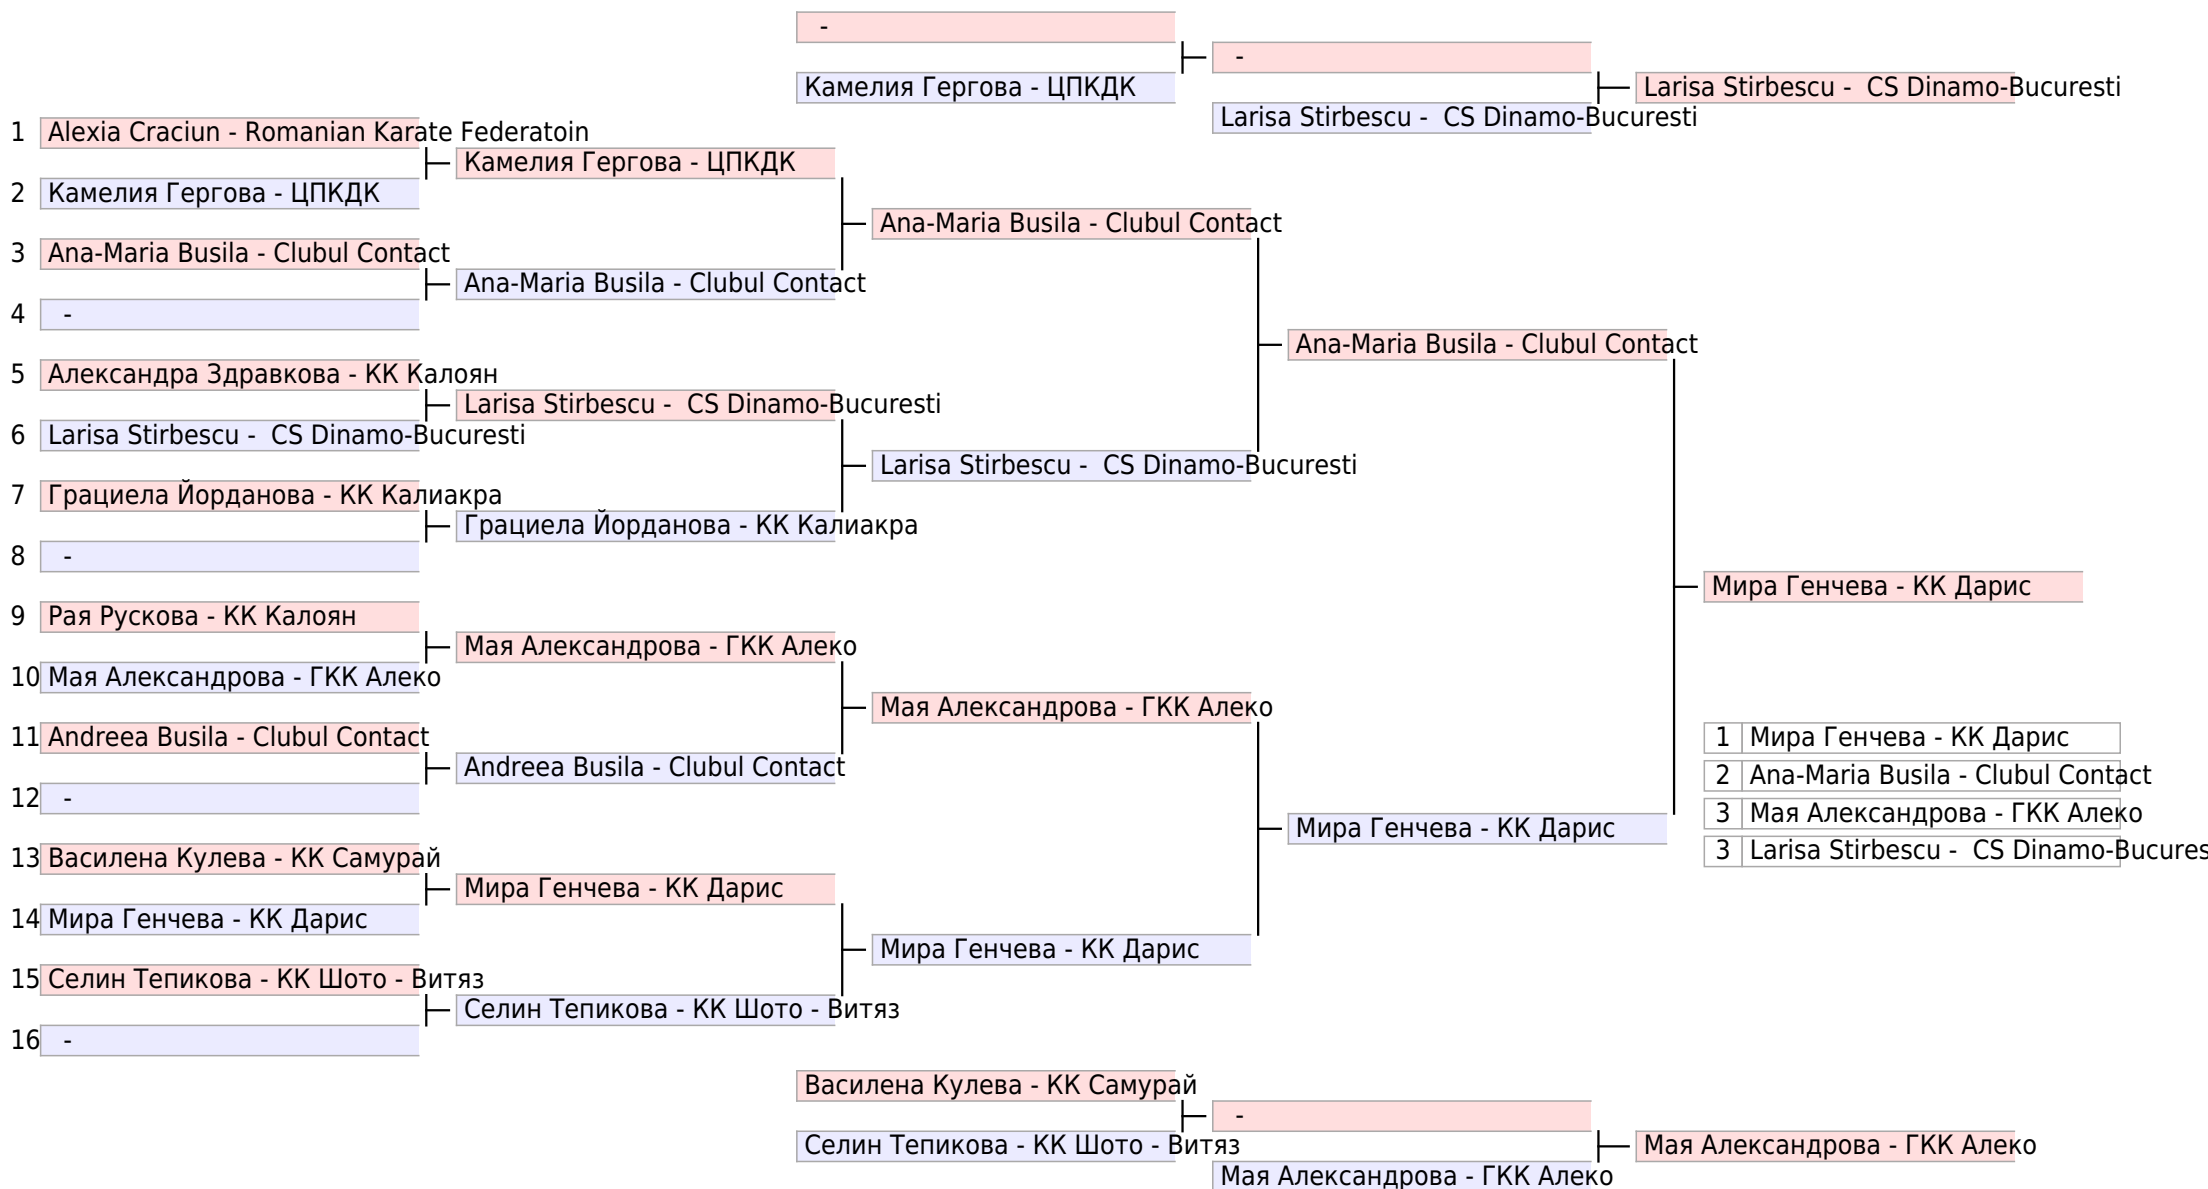 -
-
Камелия Гергова - ЦПКДК
Larisa Stirbescu -  CS Dinamo-Bucuresti
Larisa Stirbescu -  CS Dinamo-Bucuresti
1 Alexia Craciun - Romanian Karate Federatoin
Камелия Гергова - ЦПКДК
2 Камелия Гергова - ЦПКДК
Ana-Maria Busila - Clubul Contact
3 Ana-Maria Busila - Clubul Contact
Ana-Maria Busila - Clubul Contact
4 -
Ana-Maria Busila - Clubul Contact
5 Александра Здравкова - КК Калоян
Larisa Stirbescu -  CS Dinamo-Bucuresti
6 Larisa Stirbescu -  CS Dinamo-Bucuresti
Larisa Stirbescu -  CS Dinamo-Bucuresti
7 Грациела Йорданова - КК Калиакра
Грациела Йорданова - КК Калиакра
8 -
Мира Генчева - КК Дарис
9 Рая Рускова - КК Калоян
Мая Александрова - ГКК Алеко
10 Мая Александрова - ГКК Алеко
Мая Александрова - ГКК Алеко
11 Andreea Busila - Clubul Contact
1 Мира Генчева - КК Дарис
Andreea Busila - Clubul Contact
2 Ana-Maria Busila - Clubul Contact
12 -
3 Мая Александрова - ГКК Алеко
Мира Генчева - КК Дарис
3 Larisa Stirbescu -  CS Dinamo-Bucures
13 Василена Кулева - КК Самурай
Мира Генчева - КК Дарис
14 Мира Генчева - КК Дарис
Мира Генчева - КК Дарис
15 Селин Тепикова - КК Шото - Витяз
Селин Тепикова - КК Шото - Витяз
16 -
Василена Кулева - КК Самурай
-
Селин Тепикова - КК Шото - Витяз
Мая Александрова - ГКК Алеко
Мая Александрова - ГКК Алеко